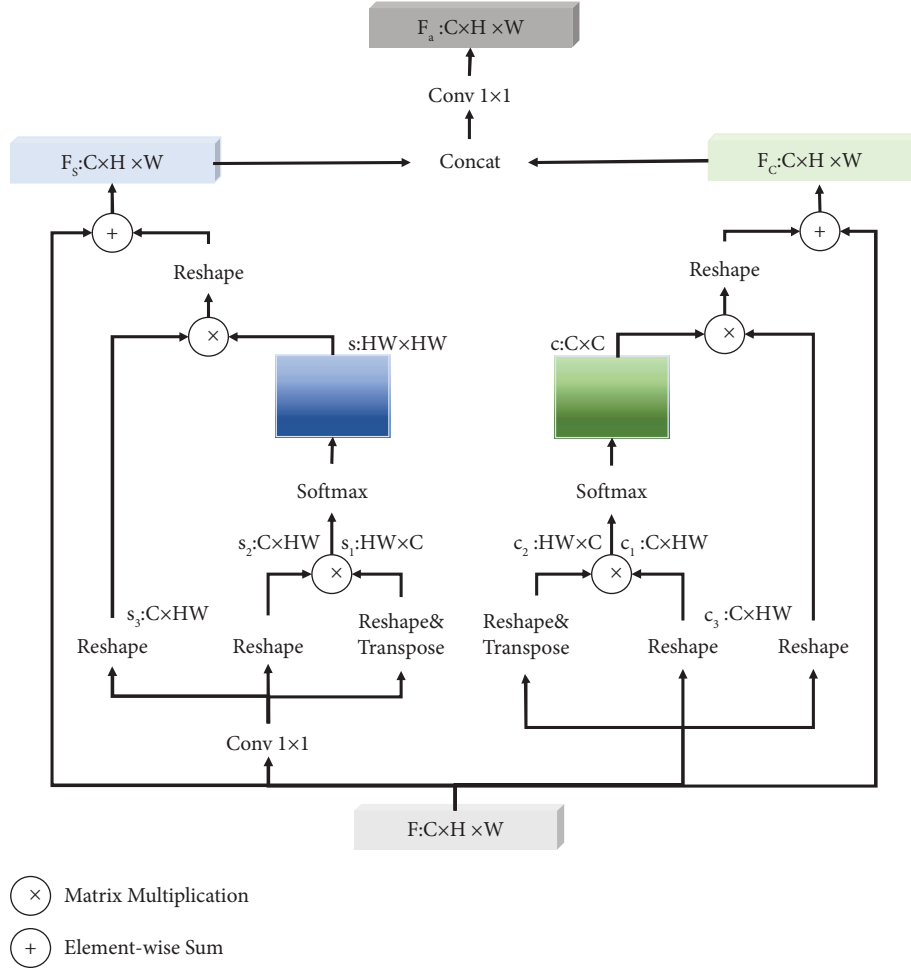 Fa :C×H ×W
Conv 1×1
FS:C×H ×W
Concat
FC:C×H ×W
+
+
Reshape
Reshape
×
×
s:HW×HW
c:C×C
Softmax
Softmax
s2:C×HW
s1:HW×C
c2 :HW×C
c1 :C×HW
×
×
s3:C×HW
Reshape
Reshape
Reshape&
Transpose
Reshape&
Transpose
Reshape
c3 :C×HW
Reshape
Conv 1×1
F:C×H ×W
× Matrix Multiplication
+ Element-wise Sum